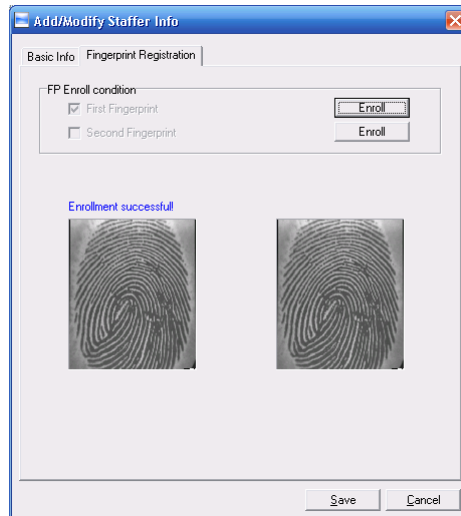 Add/Modify Staffer Info
Basic Info Fingerprint Registration
FP Enroll condition
First Fingerprint Enroll
Second Fingerprint Enroll
Enrollment successful!
Save Cancel